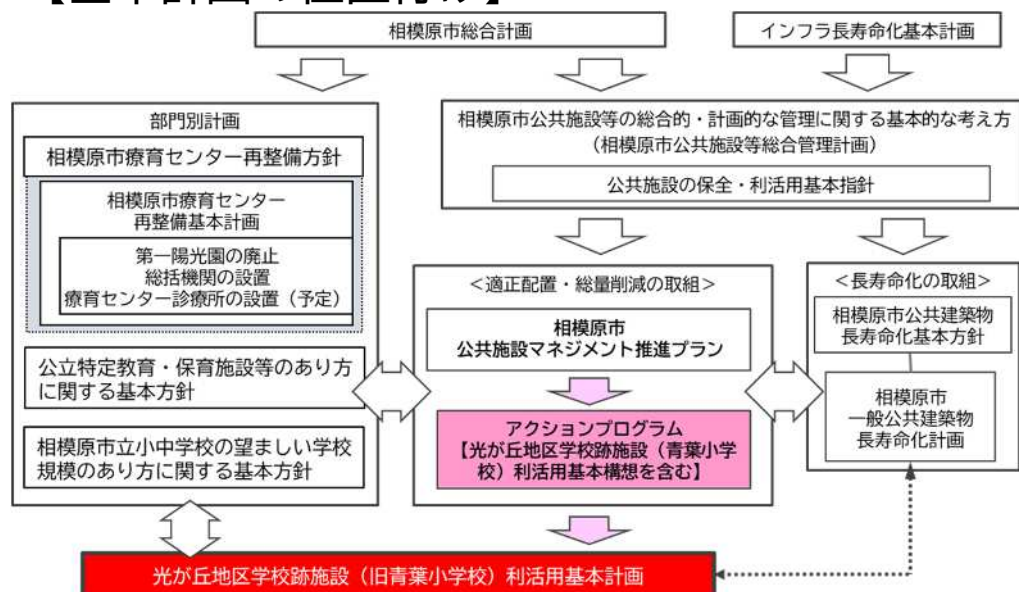 【基本計画の位置付け】
相模原市総合計画
インフラ長寿命化基本計画
部門別計画
相模原市療育センター再整備方針
相模原市療育センター
再整備基本計画
第一陽光園の廃止
総括機関の設置
療育センター診療所の設置（予定）
公立特定教育・保育施設等のあり方
に関する基本方針
相模原市立小中学校の望ましい学校
規模のあり方に関する基本方針
相模原市公共施設等の総合的・計画的な管理に関する基本的な考え方
（相模原市公共施設等総合管理計画）
公共施設の保全・利活用基本指針
＜適正配置・総量削減の取組＞
相模原市
公共施設マネジメント推進プラン
アクションプログラム
【光が丘地区学校跡施設（青葉小学
校）利活用基本構想を含む】
＜長寿命化の取組＞
相模原市公共建築物
長寿命化基本方針
相模原市
一般公共建築物
長寿命化計画
光が丘地区学校跡施設（旧青葉小学校）利活用基本計画